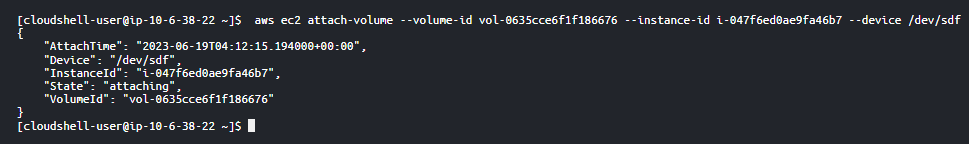 [cloudshell-user@ip-10-6-38-22 ~]$  aws ec2 attach-volume --volume-id vol-0635cce6f1f186676 --instance-id i-047f6ed0ae9fa46b7 --device /dev/sdf
{
    "AttachTime": "2023-06-19T04:12:15.194000+00:00",
    "Device": "/dev/sdf",
    "InstanceId": "i-047f6ed0ae9fa46b7",
    "State": "attaching",
    "VolumeId": "vol-0635cce6f1f186676"
}
[cloudshell-user@ip-10-6-38-22 ~]$